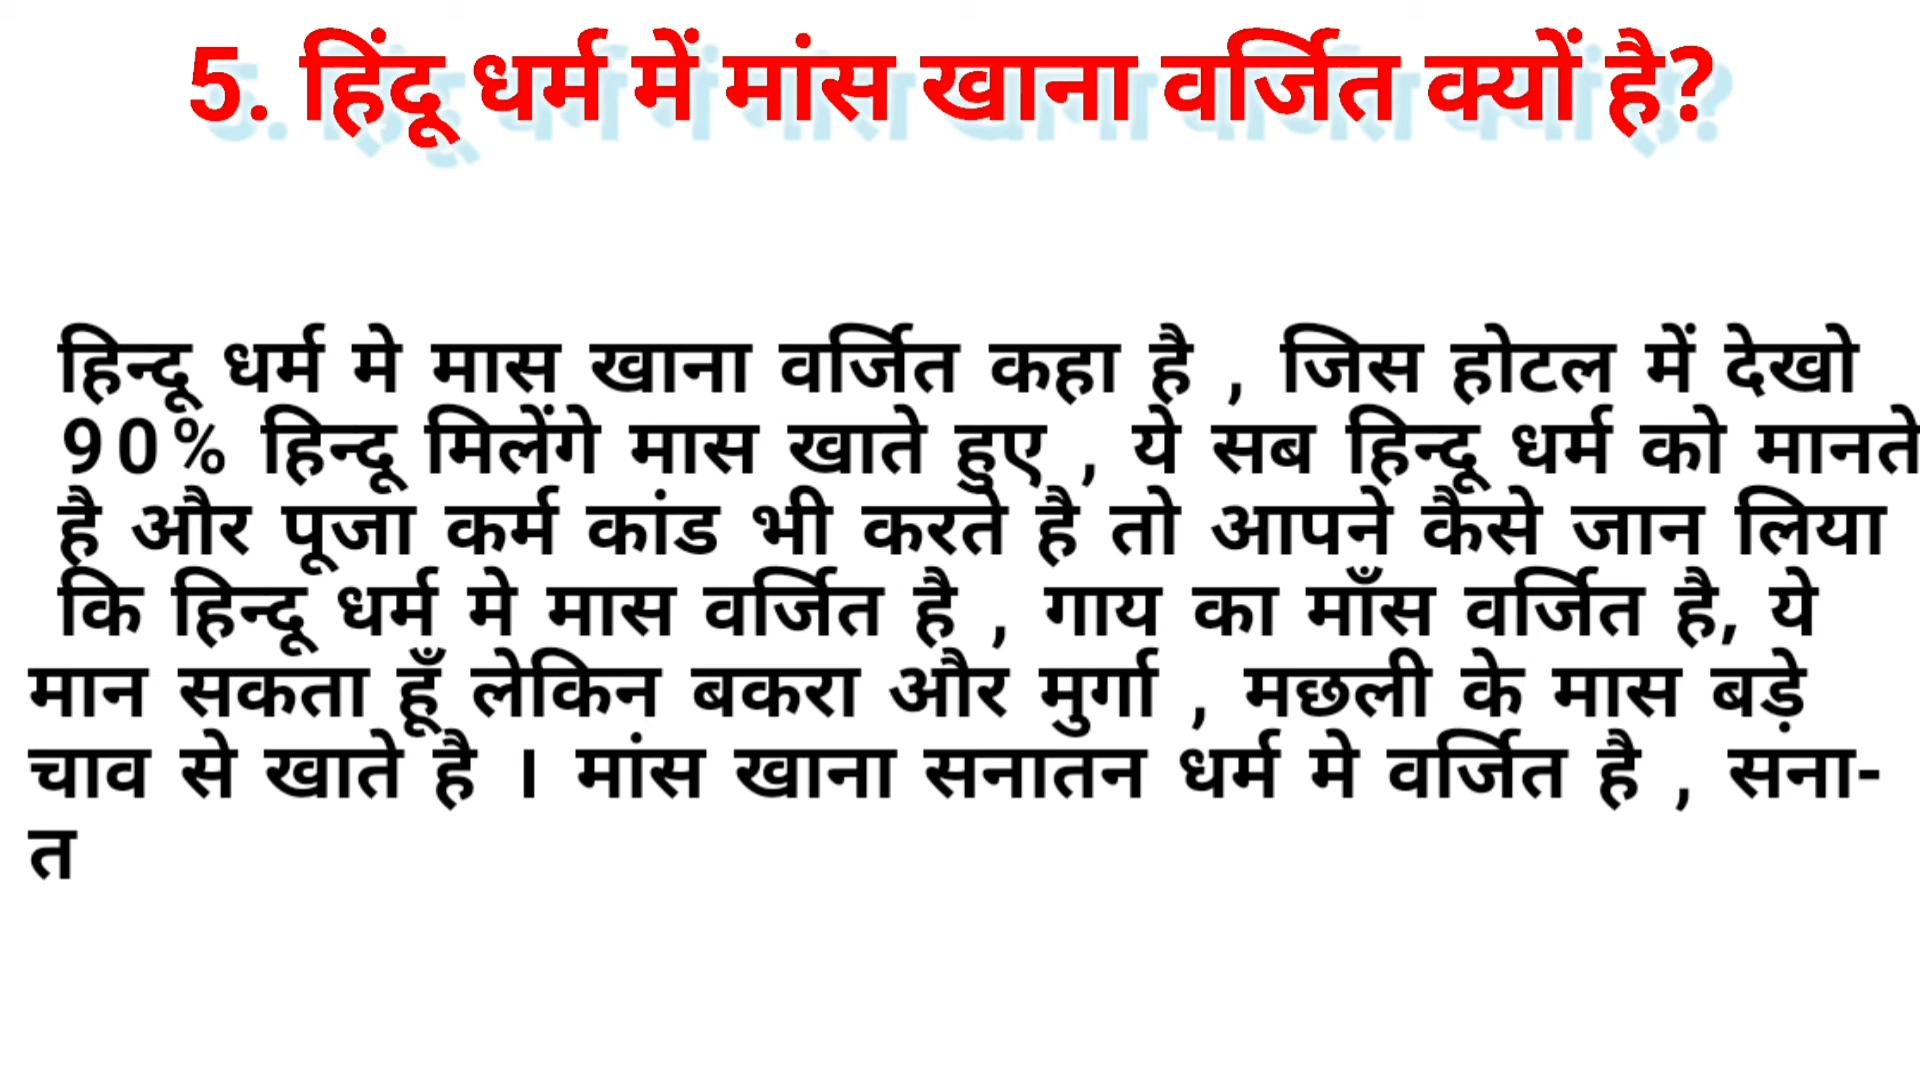 5. हिंदू धर्म में मांस खाना वर्जित क्यों है?
हिन्दू धर्म मे मास खाना वर्जित कहा है , जिस होटल में देखो
90% हिन्दू मिलेंगे मास खाते हुए , ये सब हिन्दू धर्म को मानते
है और पूजा कर्म कांड भी करते है तो आपने कैसे जान लिया
कि हिन्दू धर्म मे मास वर्जित है , गाय का माँस वर्जित है, ये
मान सकता हूँ लेकिन बकरा और मुर्गा , मछली के मास बड़े
चाव से खाते है । मांस खाना सनातन धर्म मे वर्जित है , सना-
त